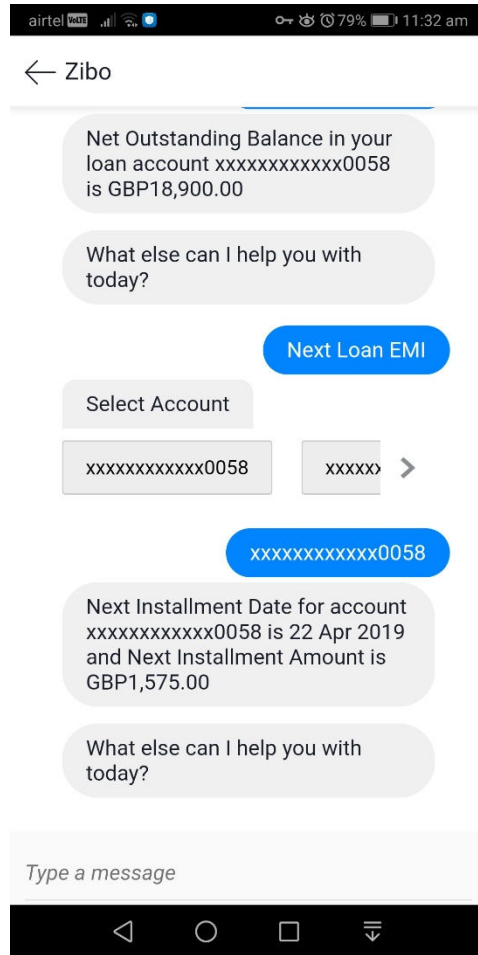 airtel VoLTE 79% 11:32 am
Zibo
Net Outstanding Balance in your
loan account xxxxxxxxxxxx0058
is GBP18,900.00
What else can I help you with
today?
Next Loan EMI
Select Account
xxxxxxxxxxxx0058 xxxxxx
xxxxxxxxxxxx0058
Next Installment Date for account
xxxxxxxxxxxx0058 is 22 Apr 2019
and Next Installment Amount is
GBP1,575.00
What else can I help you with
today?
Type a message